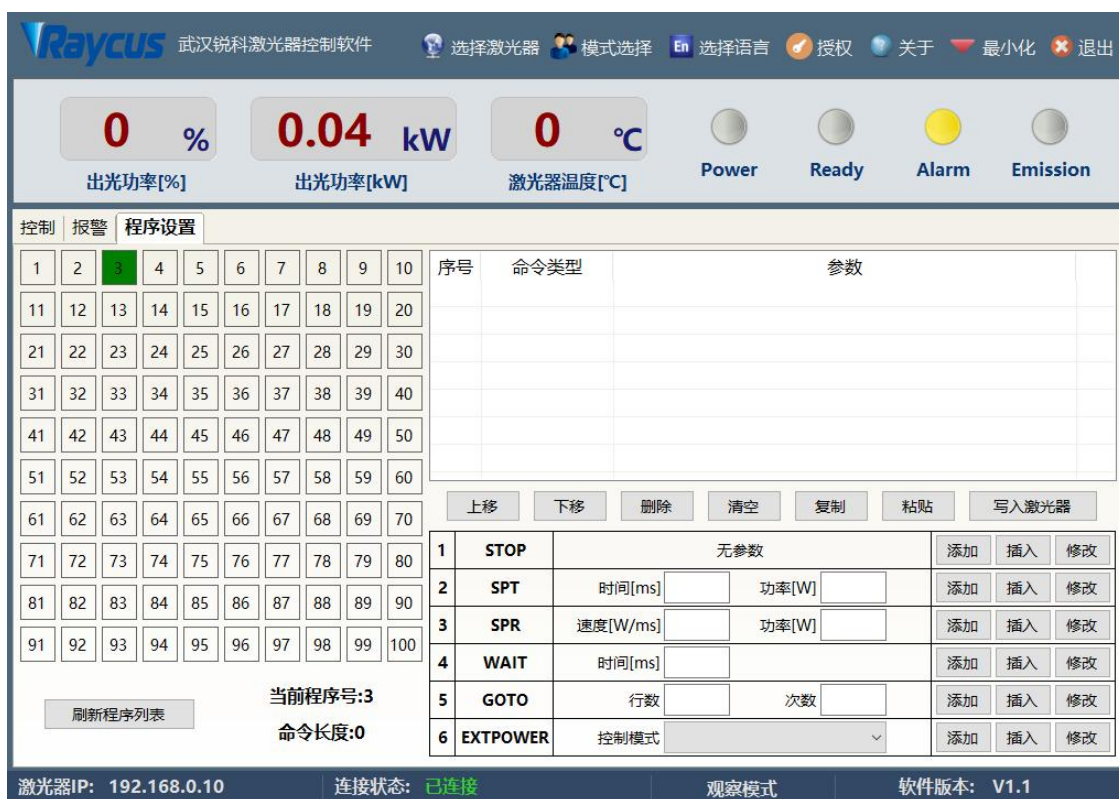 Raycus 武汉锐科激光器控制软件 选择激光器 模式选择 En 选择语言 授权 关于 最小化 退出
0 % 0.04 kW 0 ℃
出光功率[%] 出光功率[kW] 激光器温度[℃] Power Ready Alarm Emission
控制 报警 程序设置
1 2 3 4 5 6 7 8 9 10 序号 命令类型 参数
11 12 13 14 15 16 17 18 19 20
21 22 23 24 25 26 27 28 29 30
31 32 33 34 35 36 37 38 39 40
41 42 43 44 45 46 47 48 49 50
51 52 53 54 55 56 57 58 59 60
上移 下移 删除 清空 复制 粘贴 写入激光器
61 62 63 64 65 66 67 68 69 70
1 STOP 无参数 添加 插入 修改
71 72 73 74 75 76 77 78 79 80
2 SPT 时间[ms] 功率[W] 添加 插入 修改
81 82 83 84 85 86 87 88 89 90
3 SPR 速度[W/ms] 功率[W] 添加 插入 修改
91 92 93 94 95 96 97 98 99 100
4 WAIT 时间[ms] 添加 插入 修改
当前程序号:3
5 GOTO 行数 次数 添加 插入 修改
刷新程序列表
命令长度:0
6 EXTPOWER 控制模式 添加 插入 修改
激光器IP: 192.168.0.10 连接状态: 已连接 观察模式 软件版本: V1.1